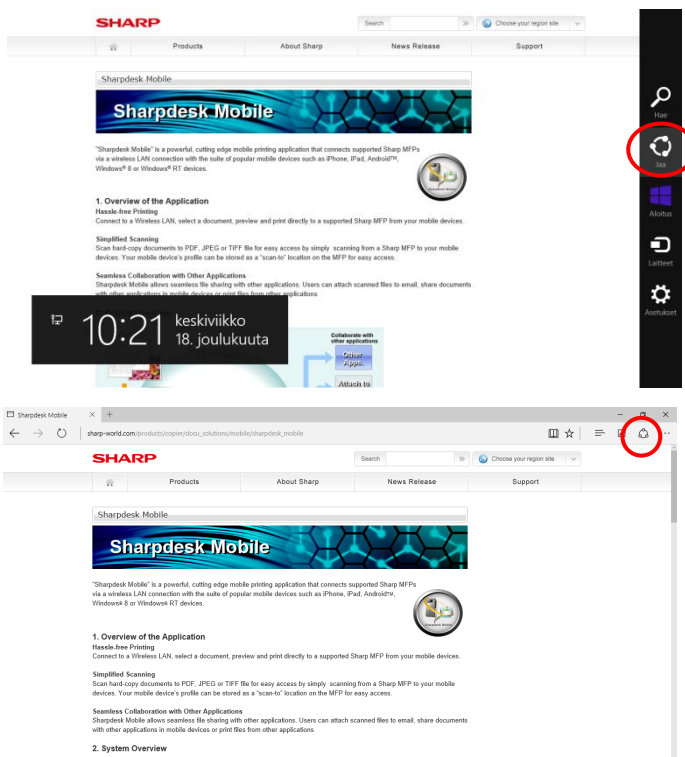 SHARP
Search
Choose your region site
Products About Sharp News Release Support
Sharpdesk Mobile
Sharpdesk Mobile
"Sharpdesk Mobile" is a powerful, cutting edge mobile printing application that connects supported Sharp MFPs
via a wireless LAN connection with the suite of popular mobile devices such as iPhone, iPad, Android™,
Windows® 8 or Windows® RT devices.
1. Overview of the Application
Hassle-free Printing
Connect to a Wireless LAN, select a document, preview and print directly to a supported Sharp MFP from your mobile devices.
Simplified Scanning
Scan hard-copy documents to PDF, JPEG or TIFF file for easy access by simply scanning from a Sharp MFP to your mobile
devices. Your mobile device's profile can be stored as a "scan-to" location on the MFP for easy access.
Seamless Collaboration with Other Applications
Sharpdesk Mobile allows seamless file sharing with other applications. Users can attach scanned files to email, share documents
with other applications in mobile devices or print files from other applications
10:21
keskiviikko
18. joulukuuta
Collaborate with
other applications
Other
Appl.
Attach to
Hae
Jaa
Aloitus
Laitteet
Asetukset
Sharpdesk Mobile
sharp-world.com/products/copier/docu_solutions/mobile/sharpdesk_mobile
SHARP
Search
Choose your region site
Products About Sharp News Release Support
Sharpdesk Mobile
Sharpdesk Mobile
"Sharpdesk Mobile" is a powerful, cutting edge mobile printing application that connects supported Sharp MFPs
via a wireless LAN connection with the suite of popular mobile devices such as iPhone, iPad, Android™,
Windows® 8 or Windows® RT devices.
Sharpdesk Mobile
1. Overview of the Application
Hassle-free Printing
Connect to a Wireless LAN, select a document, preview and print directly to a supported Sharp MFP from your mobile devices.
Simplified Scanning
Scan hard-copy documents to PDF, JPEG or TIFF file for easy access by simply scanning from a Sharp MFP to your mobile
devices. Your mobile device's profile can be stored as a "scan-to" location on the MFP for easy access.
Seamless Collaboration with Other Applications
Sharpdesk Mobile allows seamless file sharing with other applications. Users can attach scanned files to email, share documents
with other applications in mobile devices or print files from other applications
2. System Overview